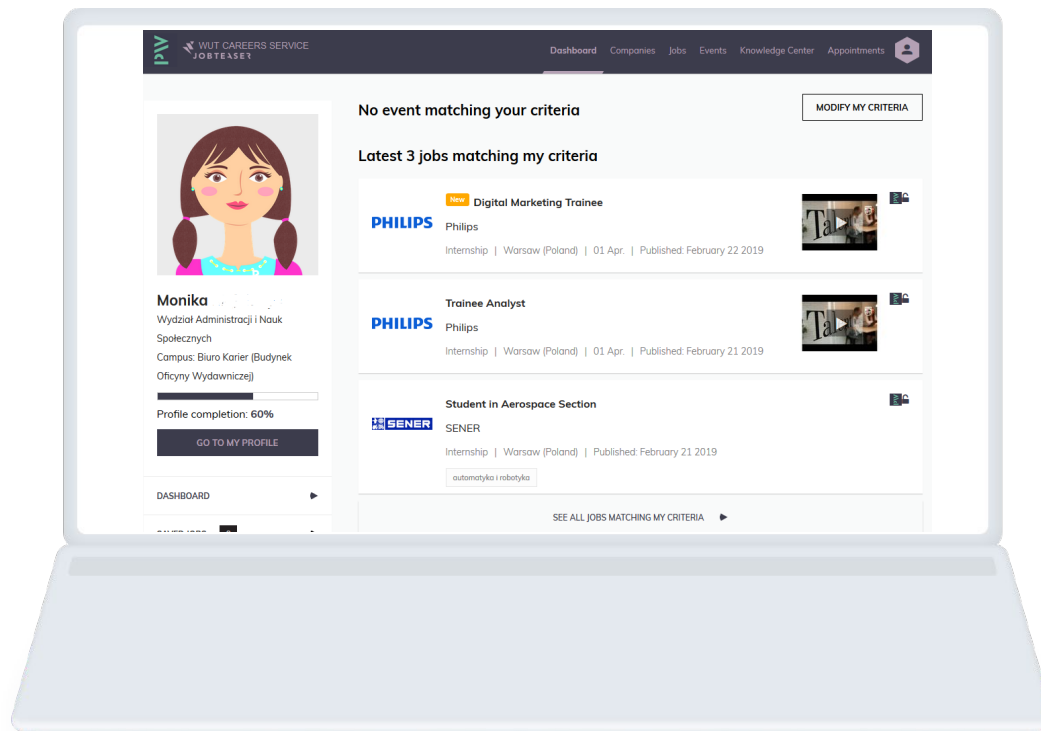 WUT CAREERS SERVICE
JOBTEASER
Dashboard Companies Jobs Events Knowledge Center Appointments
No event matching your criteria
MODIFY MY CRITERIA
Latest 3 jobs matching my criteria
New Digital Marketing Trainee
PHILIPS
Philips
Internship | Warsaw (Poland) | 01 Apr. | Published: February 22 2019
Trainee Analyst
PHILIPS
Philips
Internship | Warsaw (Poland) | 01 Apr. | Published: February 21 2019
Student in Aerospace Section
SENER
SENER
Internship | Warsaw (Poland) | Published: February 21 2019
automatyka i robotyka
SEE ALL JOBS MATCHING MY CRITERIA
Monika
Wydział Administracji i Nauk
Społecznych
Campus: Biuro Karier (Budynek
Oficyny Wydawniczej)
Profile completion: 60%
GO TO MY PROFILE
DASHBOARD